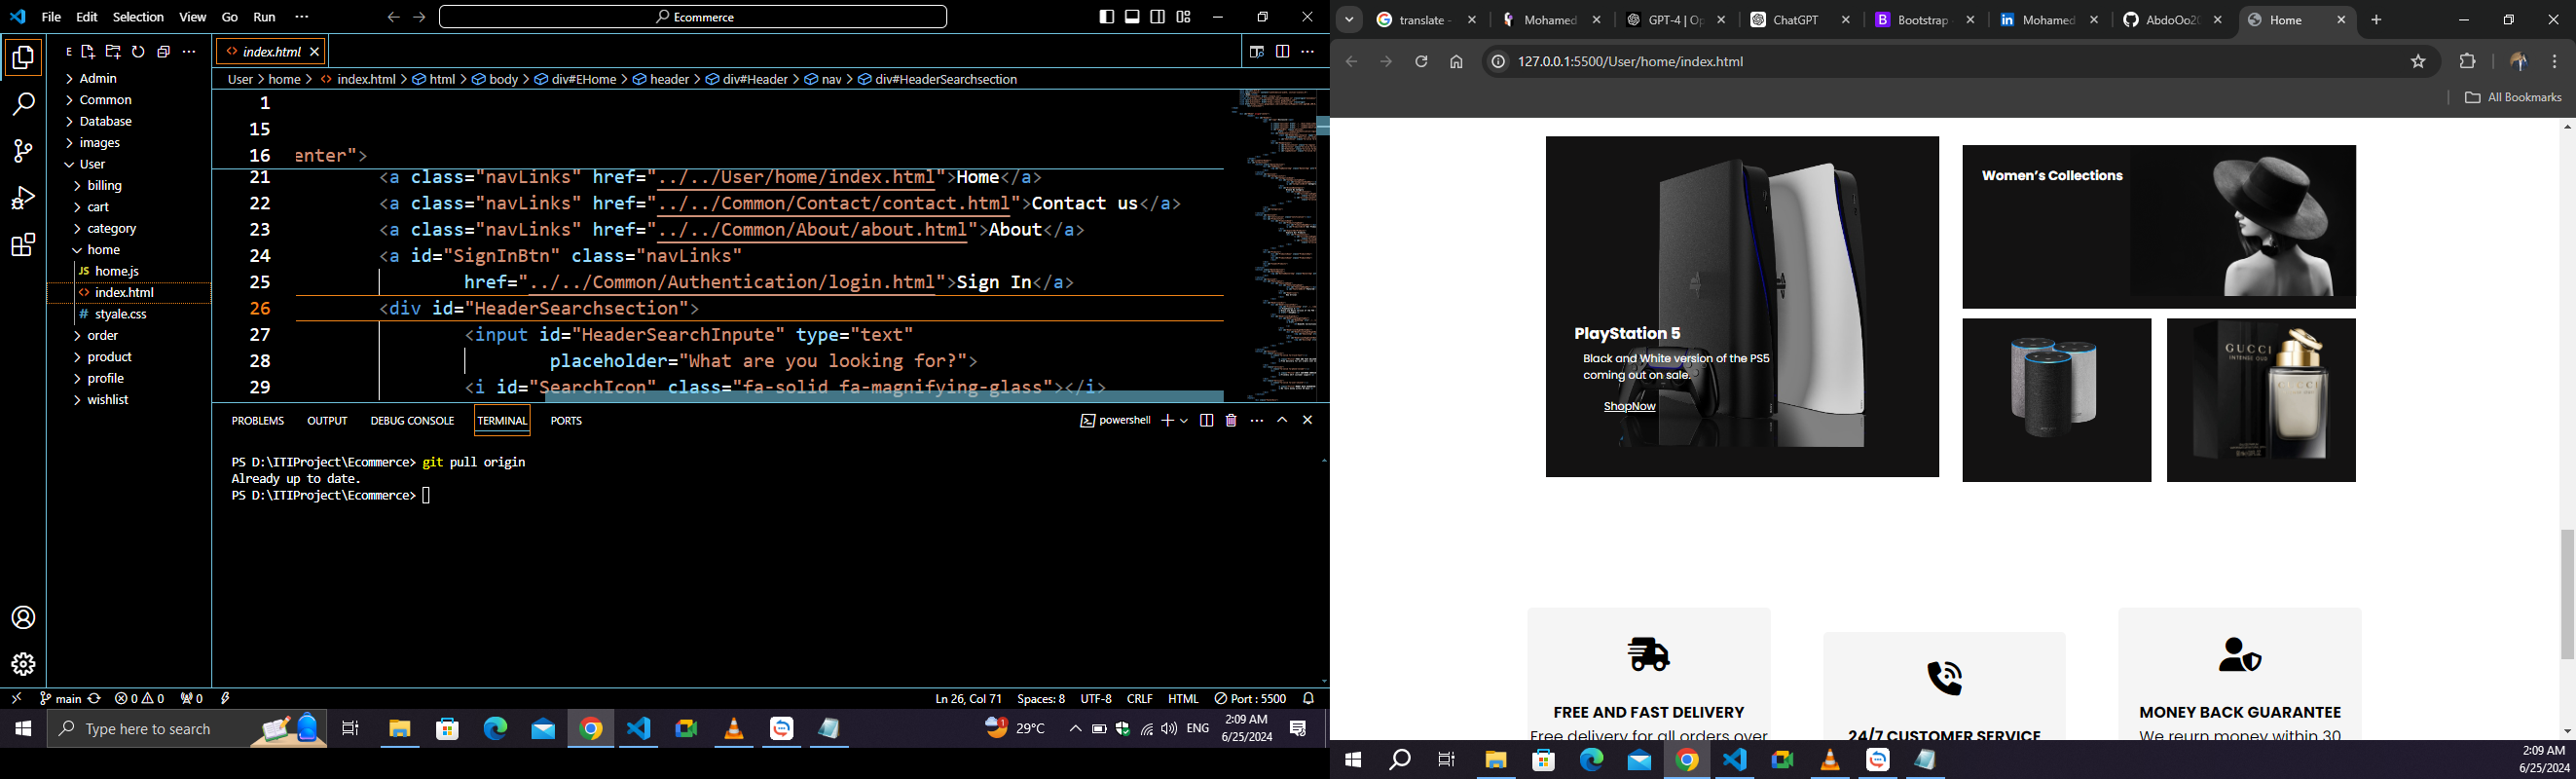 File Edit Selection View Go Run ···
Ecommerce
E
Admin
Common
Database
images
User
billing
cart
category
home
home.js
index.html
styale.css
order
product
profile
wishlist
index.html
User > home > index.html > html > body > div#EHome > header > div#Header > nav > div#HeaderSearchsection
1
15
16 enter">
21 <a class="navLinks" href="../../User/home/index.html">Home</a>
22 <a class="navLinks" href="../../Common/Contact/contact.html">Contact us</a>
23 <a class="navLinks" href="../../Common/About/about.html">About</a>
24 <a id="SignInBtn" class="navLinks"
25 href="../../Common/Authentication/login.html">Sign In</a>
26 <div id="HeaderSearchsection">
27 <input id="HeaderSearchInpute" type="text"
28 placeholder="What are you looking for?">
29 <i id="SearchIcon" class="fa-solid fa-magnifying-glass"></i>
PROBLEMS OUTPUT DEBUG CONSOLE TERMINAL PORTS
powershell
PS D:\ITIProject\Ecommerce> git pull origin
Already up to date.
PS D:\ITIProject\Ecommerce>
main 0 0 0
Ln 26, Col 71 Spaces: 8 UTF-8 CRLF HTML Port : 5500
Type here to search
1 29°C ENG
2:09 AM
6/25/2024
translate - Mohamed GPT-4 | Op ChatGPT Bootstrap Mohamed AbdoOo20 Home
127.0.0.1:5500/User/home/index.html
All Bookmarks
PlayStation 5
Black and White version of the PS5
coming out on sale.
ShopNow
Women's Collections
GUCCI
INTENSE OUD
GUCCI
FREE AND FAST DELIVERY
Free delivery for all orders over
24/7 CUSTOMER SERVICE
MONEY BACK GUARANTEE
We reurn money within 30
2:09 AM
6/25/2024